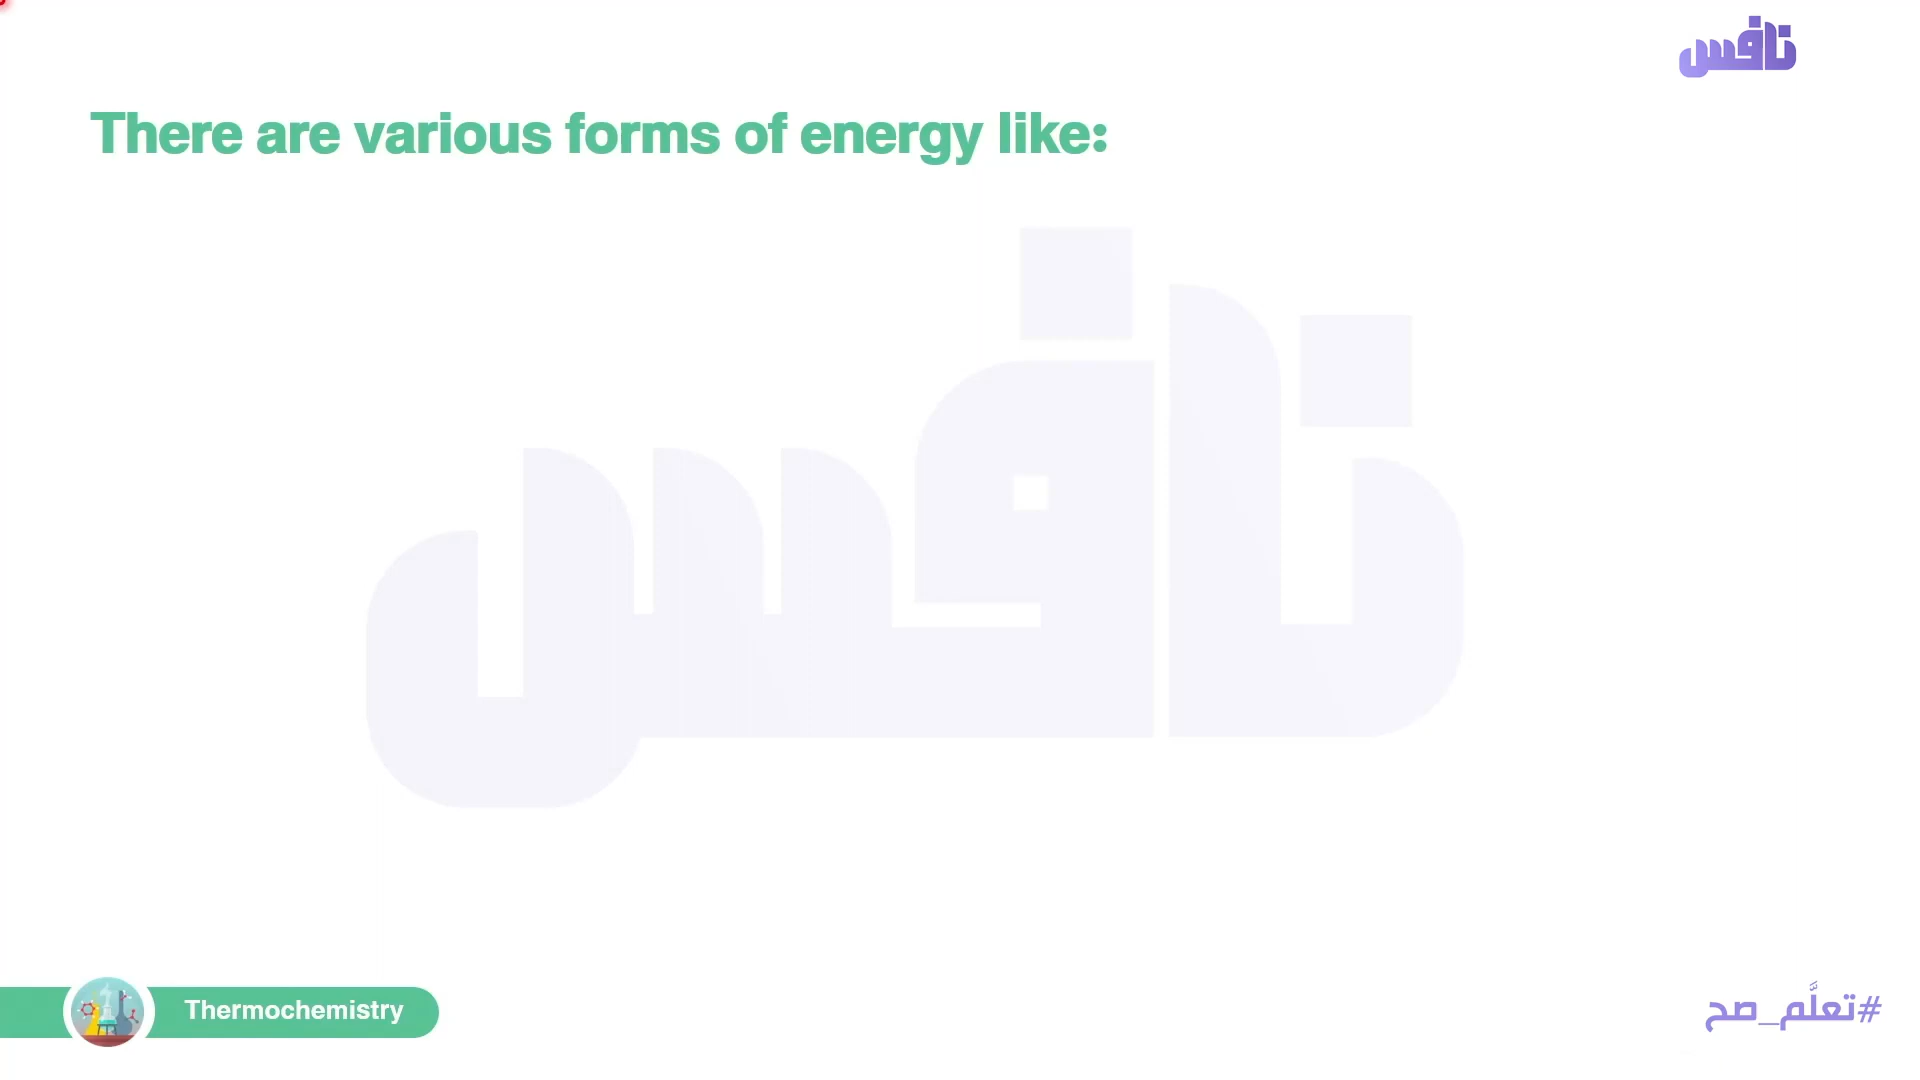 نافس
There are various forms of energy like:
نافس
Thermochemistry
#تعلَّم_صح